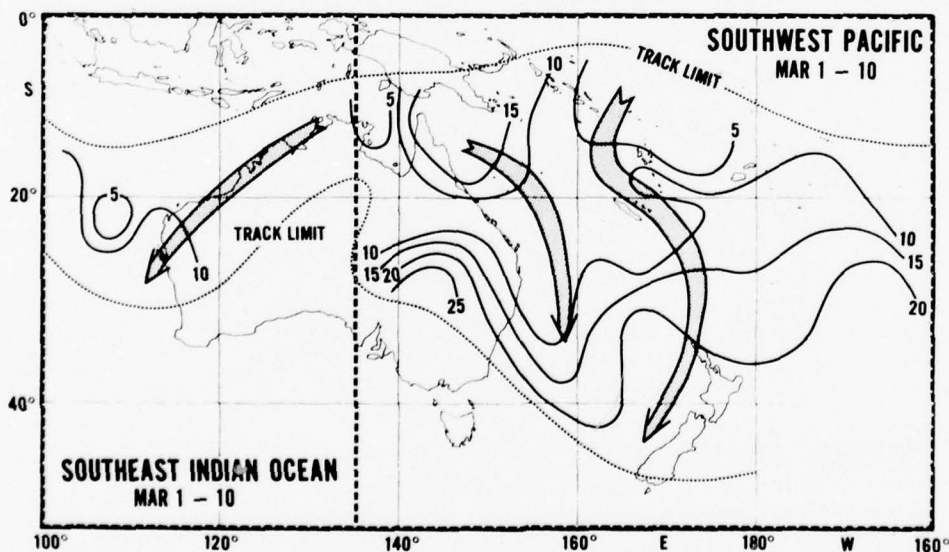 0°
S
20°
40°
SOUTHWEST PACIFIC
MAR 1 – 10
TRACK LIMIT
10
5
15
5
5
10
TRACK LIMIT
10
15 20
25
10
15
20
SOUTHEAST INDIAN OCEAN
MAR 1 – 10
100° 120° 140° 160° E 180° W 160°